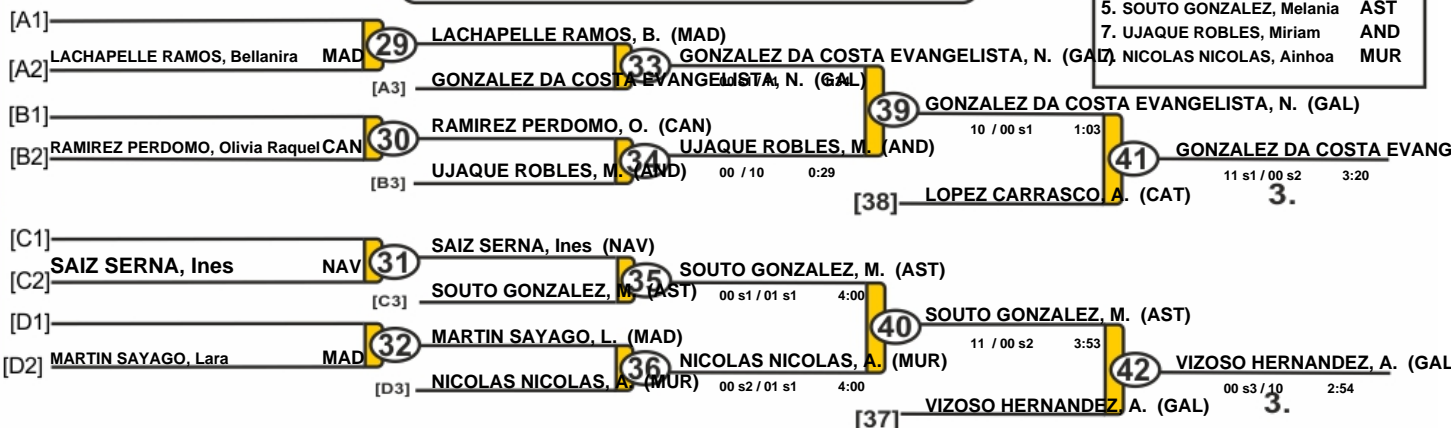 5. SOUTO GONZALEZ, Melania AST
7. UJAQUE ROBLES, Miriam AND
7. NICOLAS NICOLAS, Ainhoa MUR
[A1]
[A2] LACHAPELLE RAMOS, Bellanira MAD
29
LACHAPELLE RAMOS, B. (MAD)
[A3] GONZALEZ DA COSTA EVANGELISTA, N. (GAL)
33
GONZALEZ DA COSTA EVANGELISTA, N. (GAL)
[B1]
[B2] RAMIREZ PERDOMO, Olivia Raquel CAN
30
RAMIREZ PERDOMO, O. (CAN)
[B3] UJAQUE ROBLES, M. (AND)
34
UJAQUE ROBLES, M. (AND)
00 / 10 0:29
39
GONZALEZ DA COSTA EVANGELISTA, N. (GAL)
10 / 00 s1 1:03
[38] LOPEZ CARRASCO, A. (CAT)
41
GONZALEZ DA COSTA EVANG
11 s1 / 00 s2 3:20
3.
[C1]
[C2] SAIZ SERNA, Ines NAV
31
SAIZ SERNA, Ines (NAV)
[C3] SOUTO GONZALEZ, M. (AST)
35
SOUTO GONZALEZ, M. (AST)
00 s1 / 01 s1 4:00
[D1]
[D2] MARTIN SAYAGO, Lara MAD
32
MARTIN SAYAGO, L. (MAD)
[D3] NICOLAS NICOLAS, A. (MUR)
36
NICOLAS NICOLAS, A. (MUR)
00 s2 / 01 s1 4:00
40
SOUTO GONZALEZ, M. (AST)
11 / 00 s2 3:53
[37] VIZOSO HERNANDEZ, A. (GAL)
42
VIZOSO HERNANDEZ, A. (GAL
00 s3 / 10 2:54
3.